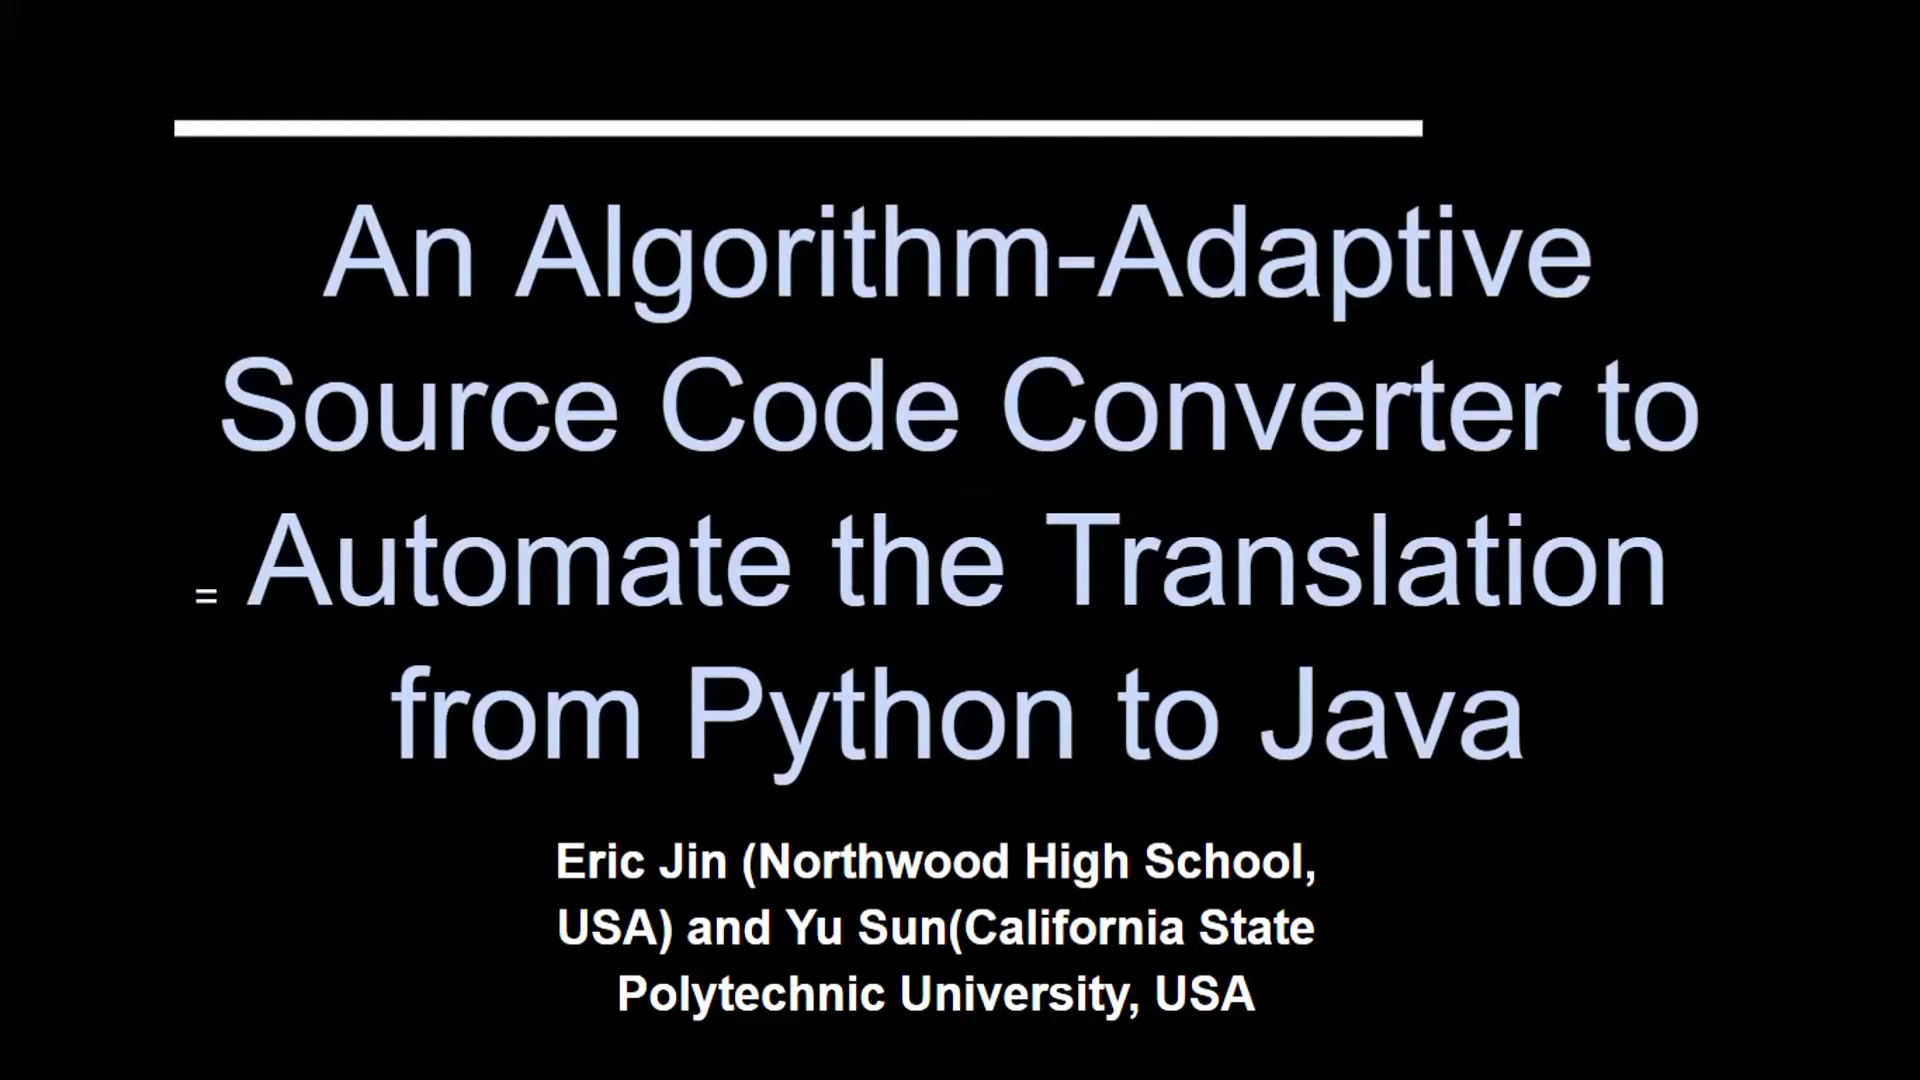 An Algorithm-Adaptive
Source Code Converter to
= Automate the Translation
from Python to Java
Eric Jin (Northwood High School,
USA) and Yu Sun(California State
Polytechnic University, USA